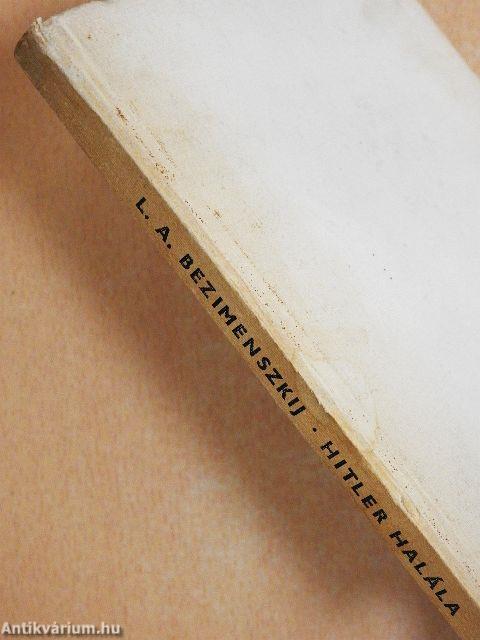 L. A. BEZIMENSZKIJ · HITLER HALÁLA
Antikvárium.hu